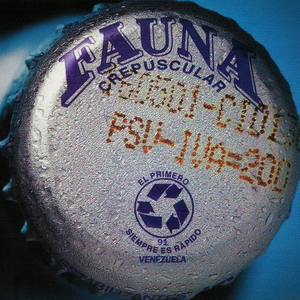 FAUNA
CREPUSCULAR
PSV-IVA=200
EL PRIMERO
91
SIEMPRE ES RÁPIDO
VENEZUELA